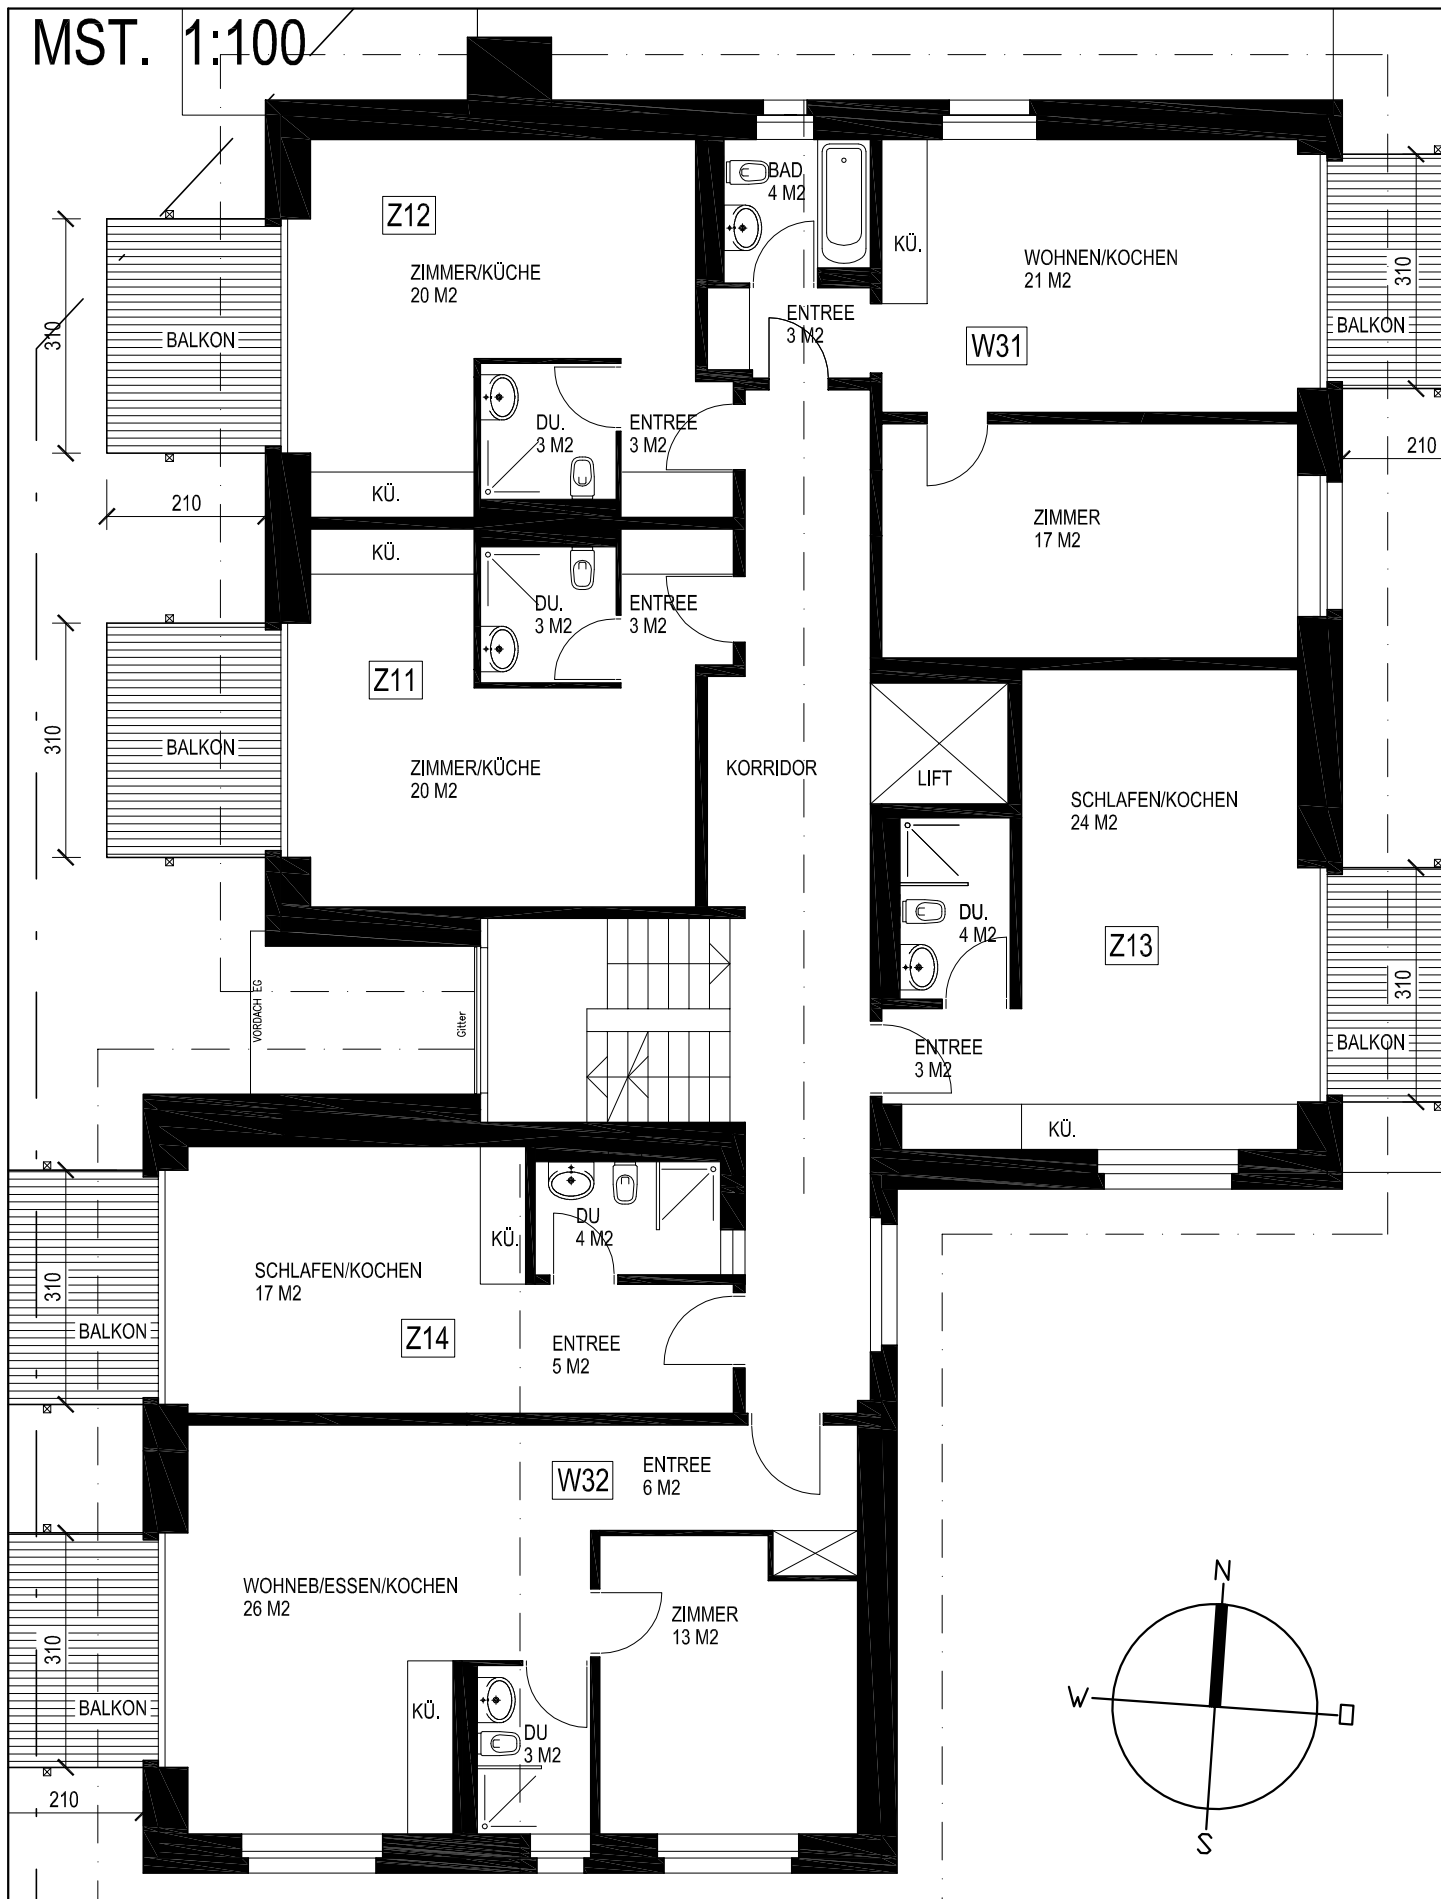 MST. 1:100
BAD
4 M2
Z12
KÜ.
WOHNEN/KOCHEN
21 M2
ZIMMER/KÜCHE
20 M2
310
310
ENTREE
3 M2
BALKON
BALKON
W31
DU.
3 M2
ENTREE
3 M2
210
KÜ.
210
ZIMMER
17 M2
KÜ.
DU.
3 M2
ENTREE
3 M2
Z11
310
BALKON
ZIMMER/KÜCHE
20 M2
KORRIDOR
LIFT
SCHLAFEN/KOCHEN
24 M2
DU.
4 M2
Z13
310
VORDACH EG
Gitter
ENTREE
3 M2
BALKON
KÜ.
DU
4 M2
KÜ.
SCHLAFEN/KOCHEN
17 M2
310
BALKON
Z14
ENTREE
5 M2
ENTREE
6 M2
W32
WOHNEB/ESSEN/KOCHEN
26 M2
ZIMMER
13 M2
310
BALKON
KÜ.
DU
3 M2
210
N
W
O
S